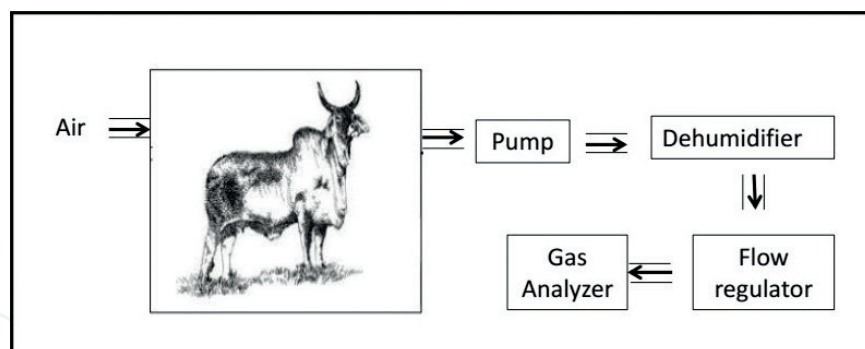 Air
Pump
Dehumidifier
Flow
regulator
Gas
Analyzer